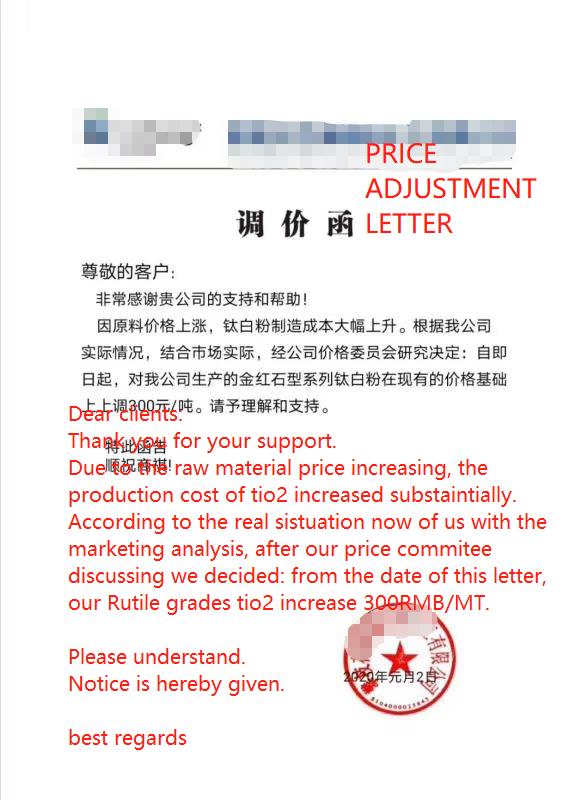 PRICE
ADJUSTMENT
调价函 LETTER
尊敬的客户：
非常感谢贵公司的支持和帮助！
因原料价格上涨，钛白粉制造成本大幅上升。根据我公司
实际情况，结合市场实际，经公司价格委员会研究决定：自即
日起，对我公司生产的金红石型系列钛白粉在现有的价格基础
上上调300元/吨。请予理解和支持。
Dear clients:
特此函告
Thank you for your support.
顺祝商祺!
Due to the raw material price increasing, the
production cost of tio2 increased substaintially.
According to the real sistuation now of us with the
marketing analysis, after our price commitee
discussing we decided: from the date of this letter,
our Rutile grades tio2 increase 300RMB/MT.
有限公司
Please understand.
2020年元月2日
Notice is hereby given.
best regards